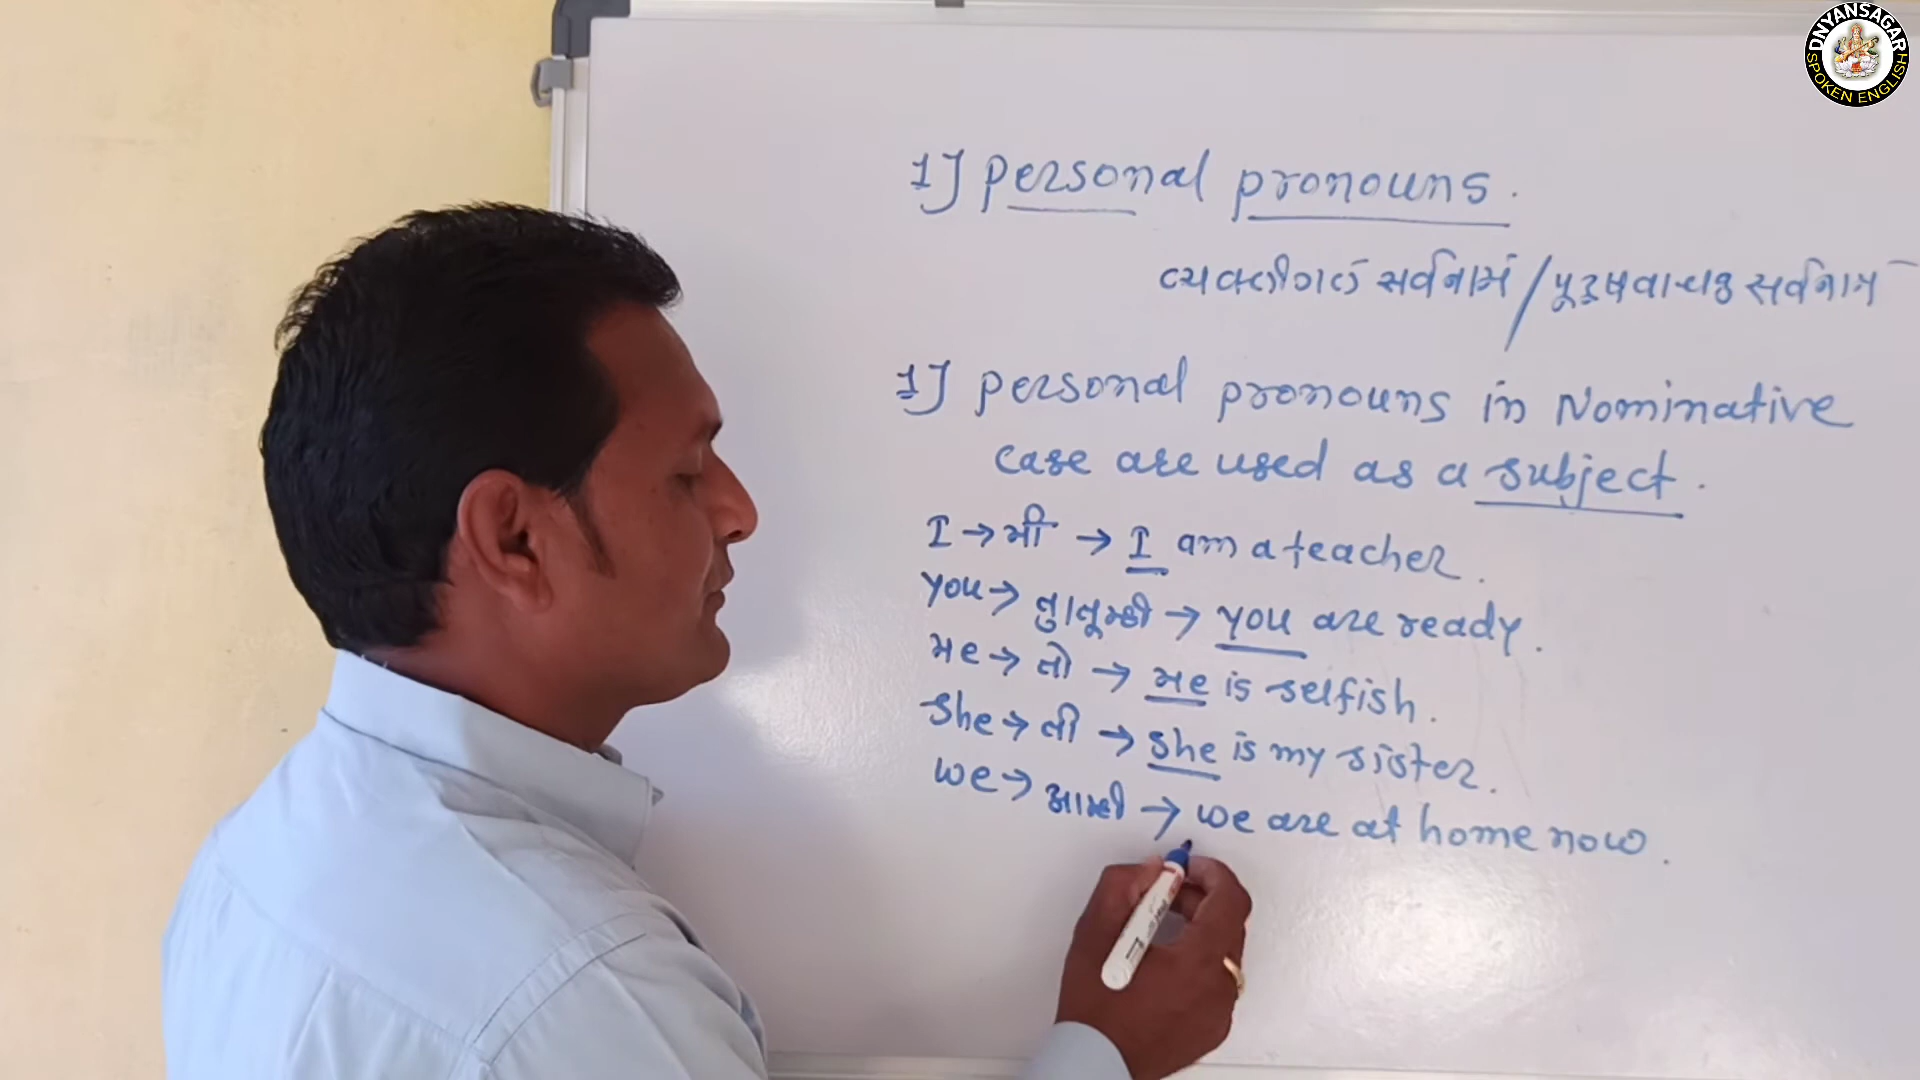 DNYANSAGAR
SPOKEN ENGLISH
1] personal pronouns.
व्यक्तीगत सर्वनामं / पूरुषवाचक सर्वनाम
1] personal pronouns in Nominative
case are used as a subject.
I → मी → I am a teacher.
you → तु/तूम्ही → you are ready.
He → तो → He is selfish.
She → ती → She is my sister.
we → आम्ही → we are at home now.